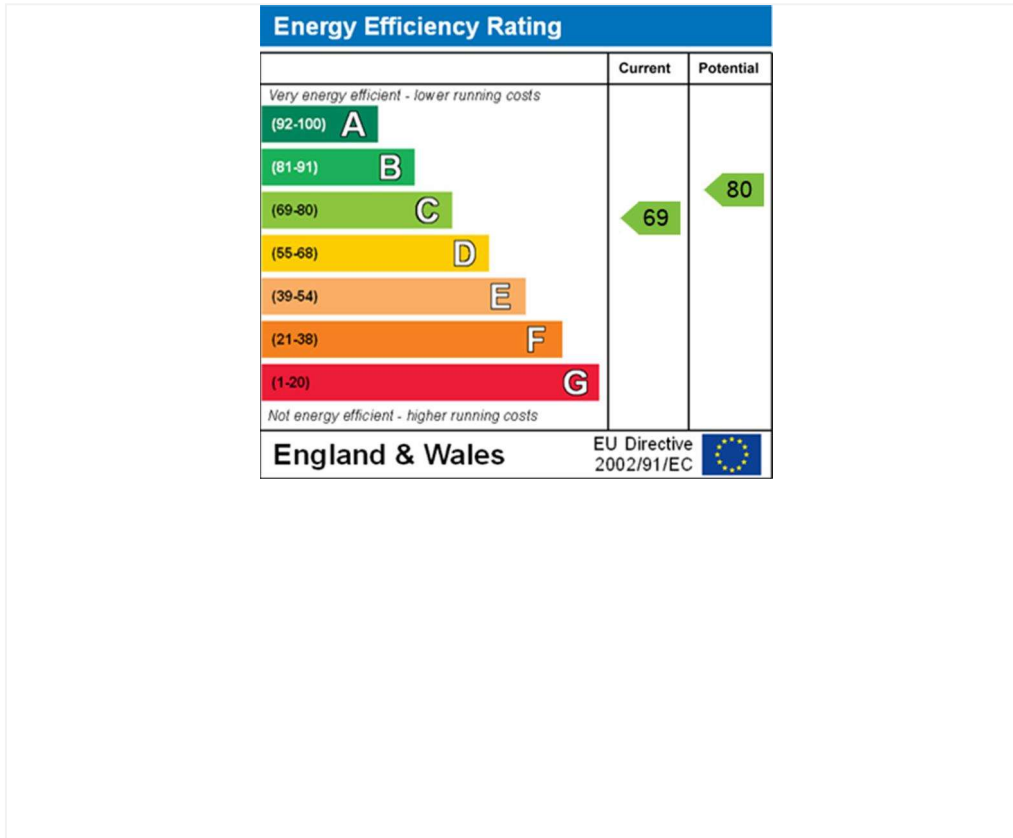 Energy Efficiency Rating
Current Potential
Very energy efficient - lower running costs
(92-100) A
(81-91) B
(69-80) C
(55-68) D
(39-54) E
(21-38) F
(1-20) G
69
80
Not energy efficient - higher running costs
England & Wales
EU Directive
2002/91/EC